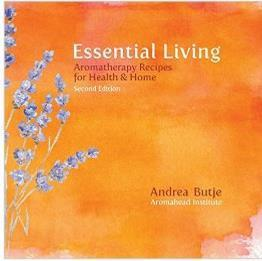 Essential Living
Aromatherapy Recipes
for Health & Home
Second Edition
Andrea Butje
Aromahead Institute